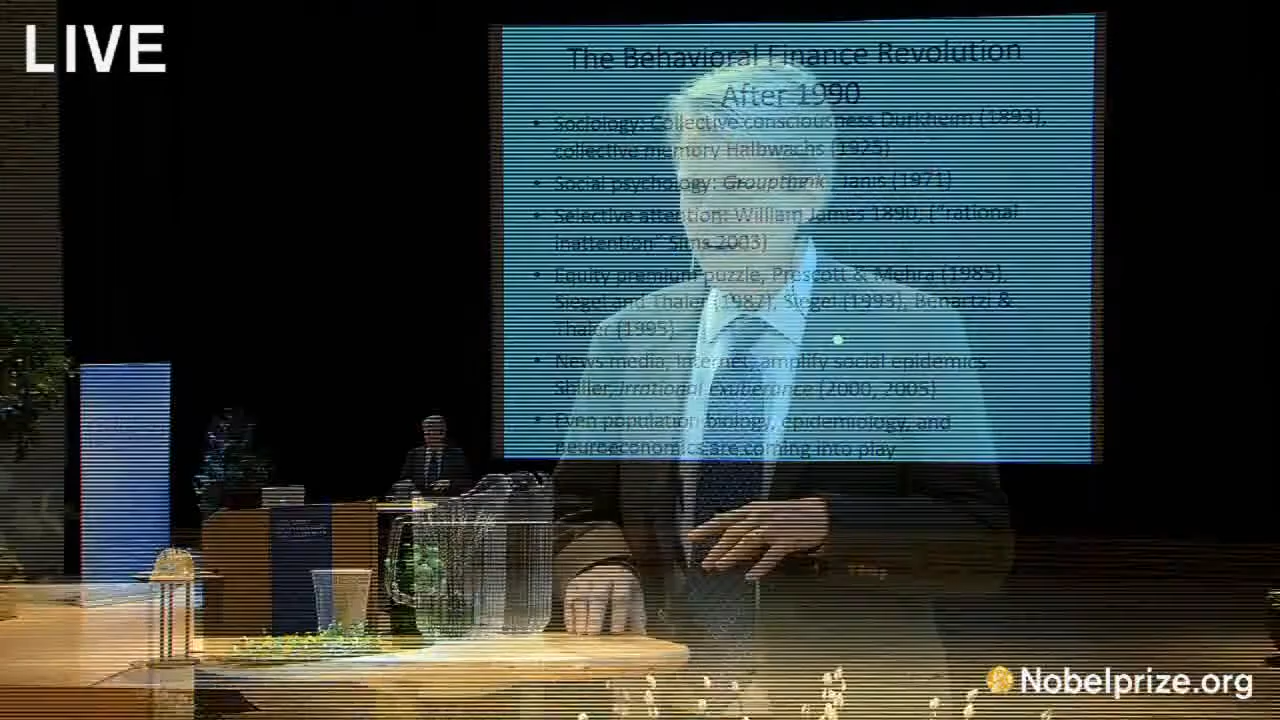 LIVE
The Behavioral Finance Revolution
After 1990
• Sociology: Collective consciousness Durkheim (1893),
collective memory Halbwachs (1925)
• Social psychology: Groupthink Janis (1971)
• Selective attention: William James 1890, ("rational
inattention" Sims 2003)
• Equity premium puzzle, Prescott & Mehra (1985),
Siegel and Thaler (1987), Siegel (1993), Benartzi &
Thaler (1995)
• News media, internet, amplify social epidemics
Shiller, Irrational Exuberance (2000, 2005)
• Even population biology, epidemiology, and
neuroeconomics are coming into play
Nobelprize.org